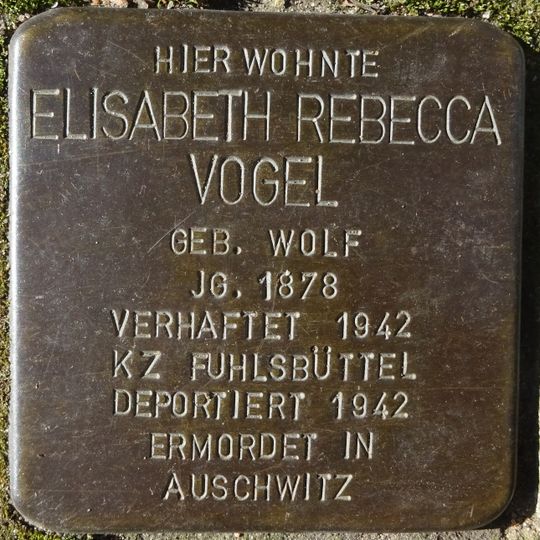 HIER WOHNTE
ELISABETH REBECCA
VOGEL
GEB. WOLF
JG. 1878
VERHAFTET 1942
KZ FUHLSBÜTTEL
DEPORTIERT 1942
ERMORDET IN
AUSCHWITZ